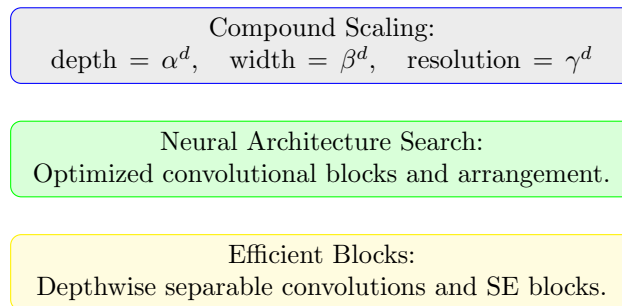 Compound Scaling:
depth = α^d, width = β^d, resolution = γ^d
Neural Architecture Search:
Optimized convolutional blocks and arrangement.
Efficient Blocks:
Depthwise separable convolutions and SE blocks.